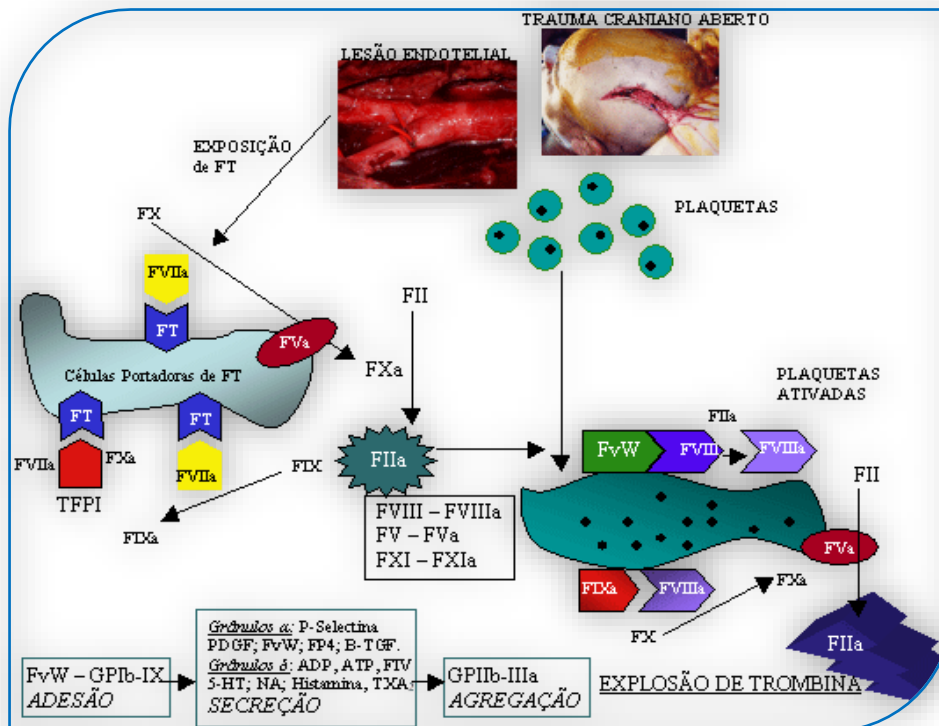 TRAUMA CRANIANO ABERTO
LESÃO ENDOTELIAL
EXPOSIÇÃO
de FT
PLAQUETAS
FX
FVIIa
FT
FVa
Células Portadoras de FT
FXa
FII
FT
FT
FVIIa
FXa
FVIIa
TFPI
FIX
FIXa
FIIa
FVIII – FVIIIa
FV – FVa
FXI – FXIa
PLAQUETAS
ATIVADAS
FIIa
FvW
FVIII
FVIIIa
FII
FVa
FIXa
FVIIIa
FXa
FX
FIIa
EXPLOSÃO DE TROMBINA
FvW – GPIb-IX
ADESÃO
Grânulos α: P-Selectina
PDGF; FvW; FP4; B-TGF.
Grânulos δ: ADP, ATP, FIV
5-HT; NA; Histamina, TXA2
SECREÇÃO
GPIIb-IIIa
AGREGAÇÃO